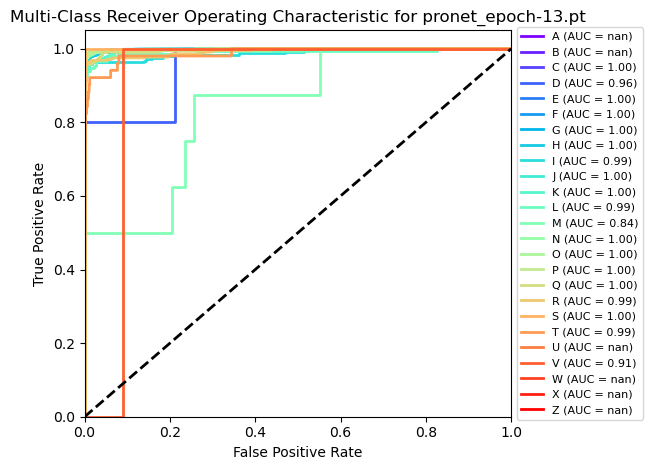 Multi-Class Receiver Operating Characteristic for pronet_epoch-13.pt
1.0
0.8
0.6
0.4
0.2
0.0
True Positive Rate
0.0 0.2 0.4 0.6 0.8 1.0
False Positive Rate
A (AUC = nan)
B (AUC = nan)
C (AUC = 1.00)
D (AUC = 0.96)
E (AUC = 1.00)
F (AUC = 1.00)
G (AUC = 1.00)
H (AUC = 1.00)
I (AUC = 0.99)
J (AUC = 1.00)
K (AUC = 1.00)
L (AUC = 0.99)
M (AUC = 0.84)
N (AUC = 1.00)
O (AUC = 1.00)
P (AUC = 1.00)
Q (AUC = 1.00)
R (AUC = 0.99)
S (AUC = 1.00)
T (AUC = 0.99)
U (AUC = nan)
V (AUC = 0.91)
W (AUC = nan)
X (AUC = nan)
Z (AUC = nan)